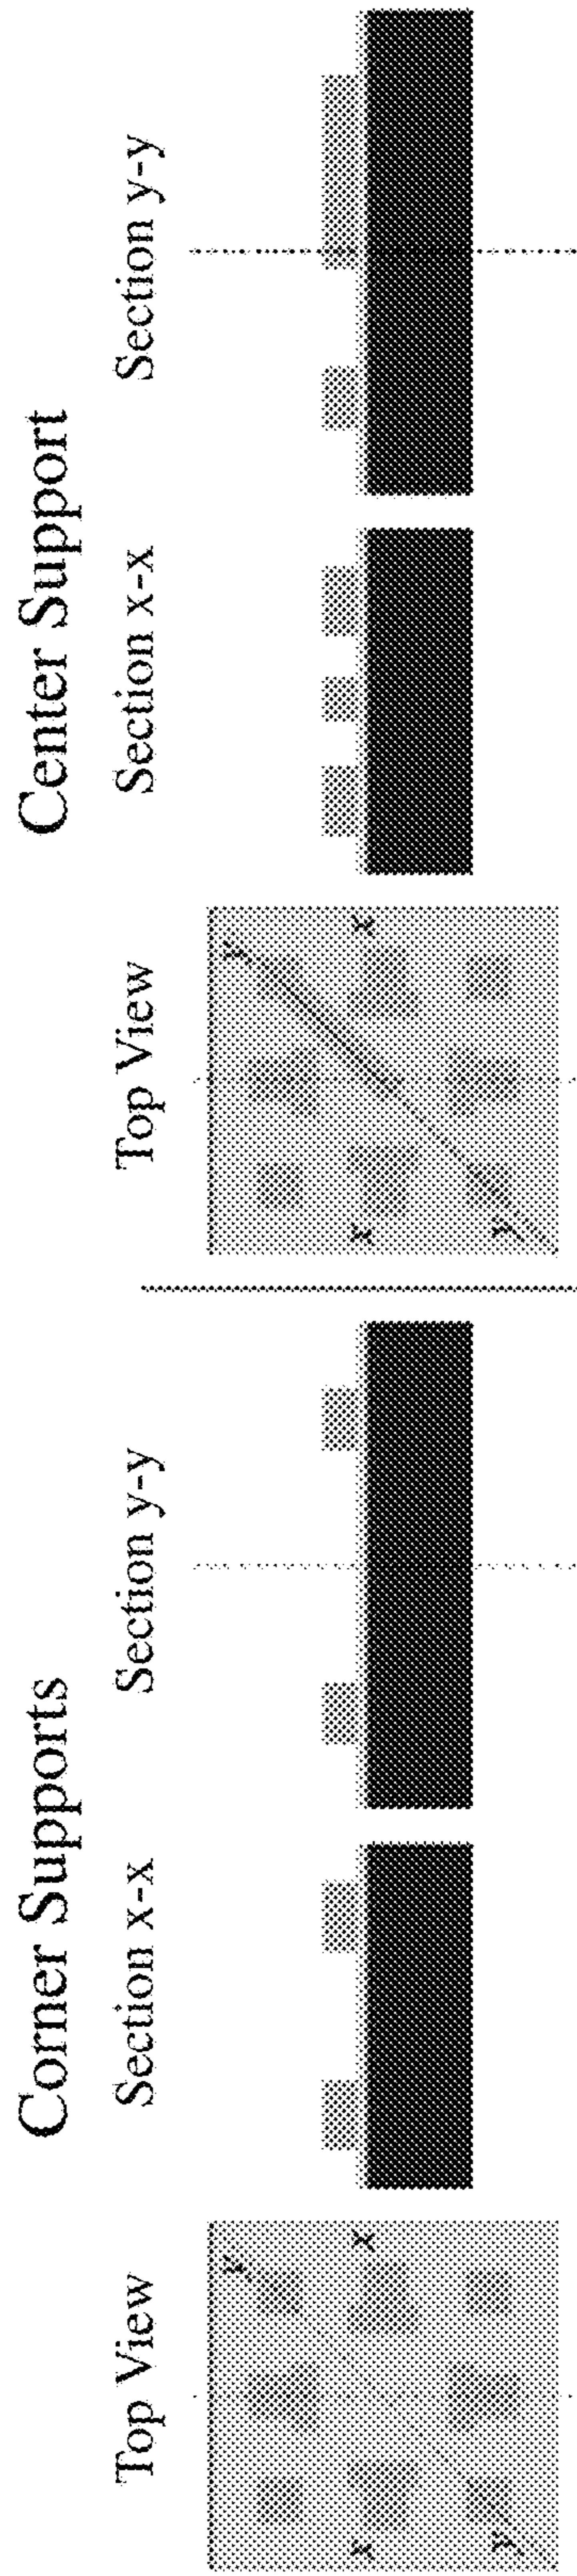 Corner Supports
Top View
Section x-x
Section y-y
y
x
x
y
Center Support
Top View
Section x-x
Section y-y
y
x
x
y